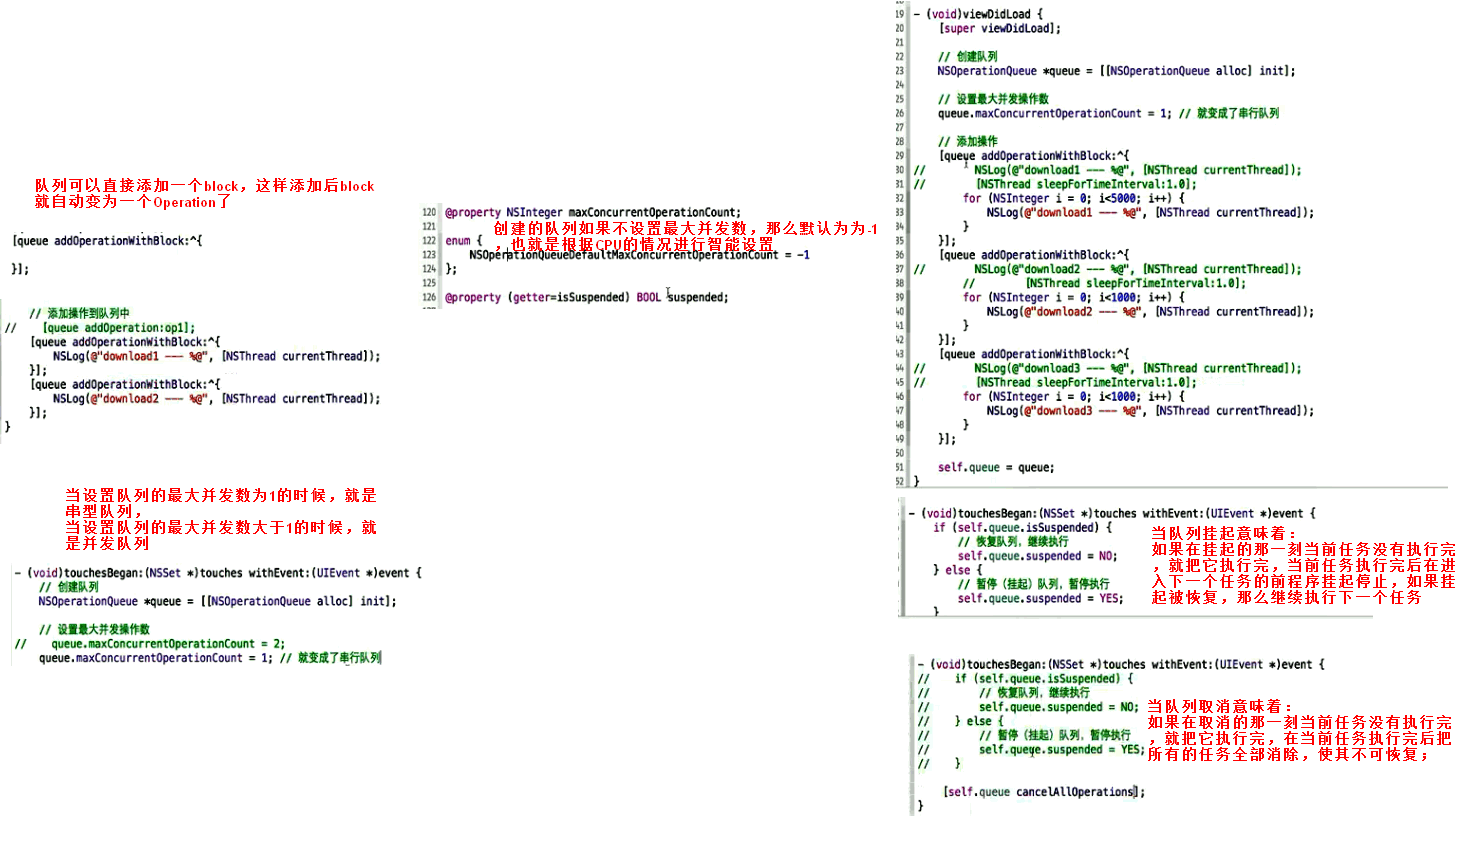 队列可以直接添加一个block，这样添加后block
就自动变为一个Operation了
[queue addOperationWithBlock:^{
}];
// 添加操作到队列中
//    [queue addOperation:op1];
[queue addOperationWithBlock:^{
NSLog(@"download1 --- %@", [NSThread currentThread]);
}];
[queue addOperationWithBlock:^{
NSLog(@"download2 --- %@", [NSThread currentThread]);
}];
}
当设置队列的最大并发数为1的时候，就是
串型队列，
当设置队列的最大并发数大于1的时候，就
是并发队列
- (void)touchesBegan:(NSSet *)touches withEvent:(UIEvent *)event {
// 创建队列
NSOperationQueue *queue = [[NSOperationQueue alloc] init];
// 设置最大并发操作数
//    queue.maxConcurrentOperationCount = 2;
queue.maxConcurrentOperationCount = 1; // 就变成了串行队列
120 @property NSInteger maxConcurrentOperationCount;
121
创建的队列如果不设置最大并发数，那么默认为为-1
，也就是根据CPU的情况进行智能设置
122 enum {
123 NSOperationQueueDefaultMaxConcurrentOperationCount = -1
124 };
125
126 @property (getter=isSuspended) BOOL suspended;
19 - (void)viewDidLoad {
20 [super viewDidLoad];
21
22 // 创建队列
23 NSOperationQueue *queue = [[NSOperationQueue alloc] init];
24
25 // 设置最大并发操作数
26 queue.maxConcurrentOperationCount = 1; // 就变成了串行队列
27
28 // 添加操作
29 [queue addOperationWithBlock:^{
30 //        NSLog(@"download1 --- %@", [NSThread currentThread]);
31 //        [NSThread sleepForTimeInterval:1.0];
32 for (NSInteger i = 0; i<5000; i++) {
33 NSLog(@"download1 --- %@", [NSThread currentThread]);
34 }
35 }];
36 [queue addOperationWithBlock:^{
37 //        NSLog(@"download2 --- %@", [NSThread currentThread]);
38 //        [NSThread sleepForTimeInterval:1.0];
39 for (NSInteger i = 0; i<1000; i++) {
40 NSLog(@"download2 --- %@", [NSThread currentThread]);
41 }
42 }];
43 [queue addOperationWithBlock:^{
44 //        NSLog(@"download3 --- %@", [NSThread currentThread]);
45 //        [NSThread sleepForTimeInterval:1.0];
46 for (NSInteger i = 0; i<1000; i++) {
47 NSLog(@"download3 --- %@", [NSThread currentThread]);
48 }
49 }];
50
51 self.queue = queue;
52 }
- (void)touchesBegan:(NSSet *)touches withEvent:(UIEvent *)event {
if (self.queue.isSuspended) {
// 恢复队列，继续执行
self.queue.suspended = NO;
} else {
// 暂停（挂起）队列，暂停执行
self.queue.suspended = YES;
}
当队列挂起意味着：
如果在挂起的那一刻当前任务没有执行完
，就把它执行完，当前任务执行完后在进
入下一个任务的前程序挂起停止，如果挂
起被恢复，那么继续执行下一个任务
- (void)touchesBegan:(NSSet *)touches withEvent:(UIEvent *)event {
//    if (self.queue.isSuspended) {
//        // 恢复队列，继续执行
//        self.queue.suspended = NO;
//    } else {
//        // 暂停（挂起）队列，暂停执行
//        self.queue.suspended = YES;
//    }
[self.queue cancelAllOperations];
}
当队列取消意味着：
如果在取消的那一刻当前任务没有执行完
，就把它执行完，在当前任务执行完后把
所有的任务全部消除，使其不可恢复；